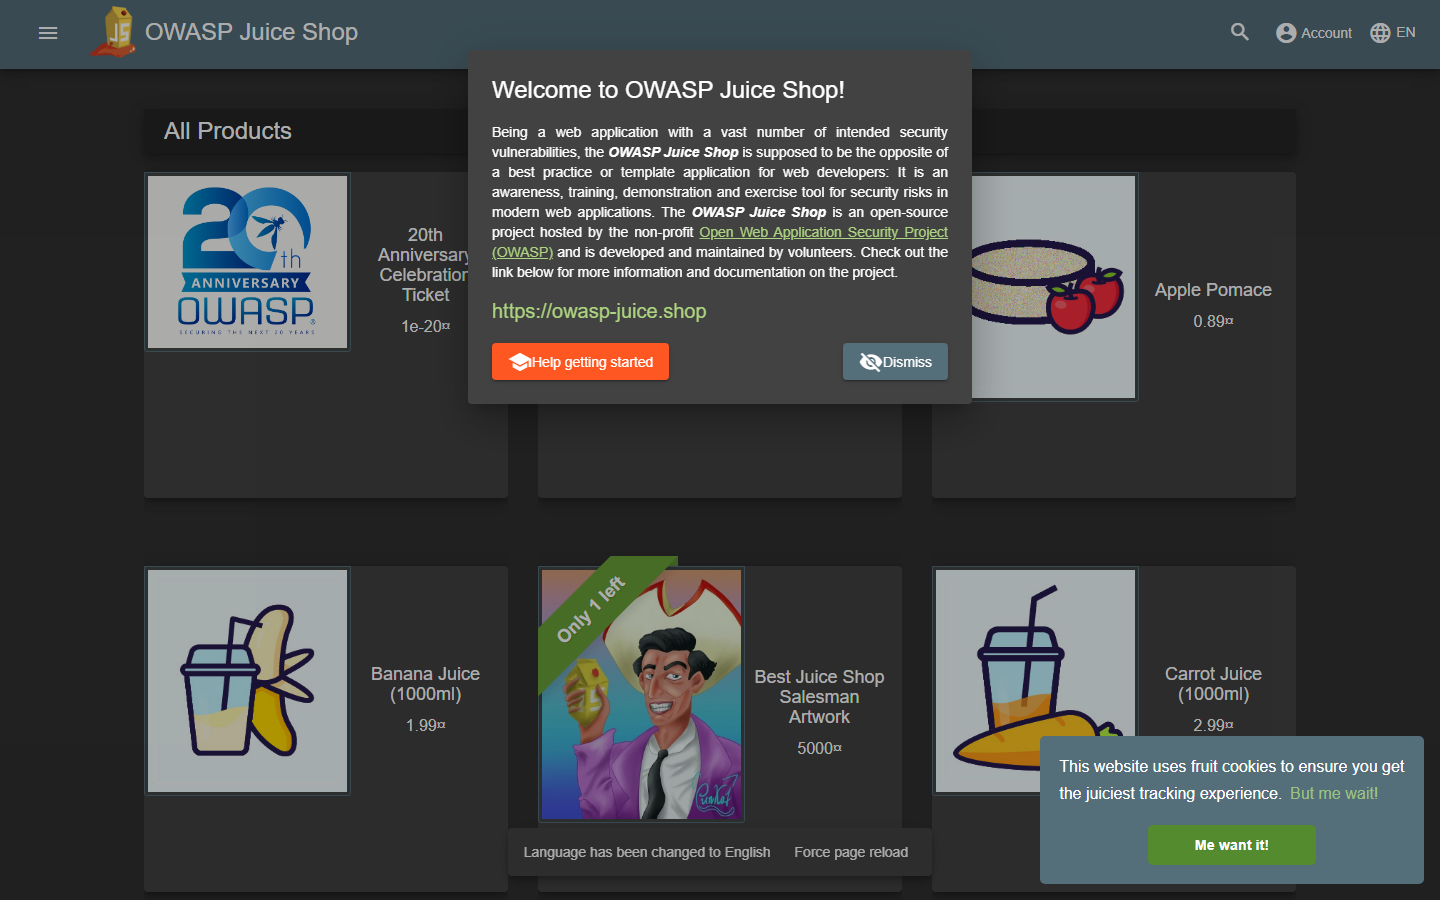 OWASP Juice Shop
Account
EN
Welcome to OWASP Juice Shop!
Being a web application with a vast number of intended security
vulnerabilities, the OWASP Juice Shop is supposed to be the opposite of
a best practice or template application for web developers: It is an
awareness, training, demonstration and exercise tool for security risks in
modern web applications. The OWASP Juice Shop is an open-source
project hosted by the non-profit Open Web Application Security Project
(OWASP) and is developed and maintained by volunteers. Check out the
link below for more information and documentation on the project.
https://owasp-juice.shop
Help getting started
Dismiss
All Products
20th
ANNIVERSARY
OWASP
SECURING THE NEXT 20 YEARS
20th
Anniversary
Celebration
Ticket
1e-20¤
Apple Pomace
0.89¤
Banana Juice
(1000ml)
1.99¤
Only 1 left
Best Juice Shop
Salesman
Artwork
5000¤
Carrot Juice
(1000ml)
2.99¤
This website uses fruit cookies to ensure you get
the juiciest tracking experience. But me wait!
Me want it!
Language has been changed to English
Force page reload
JS